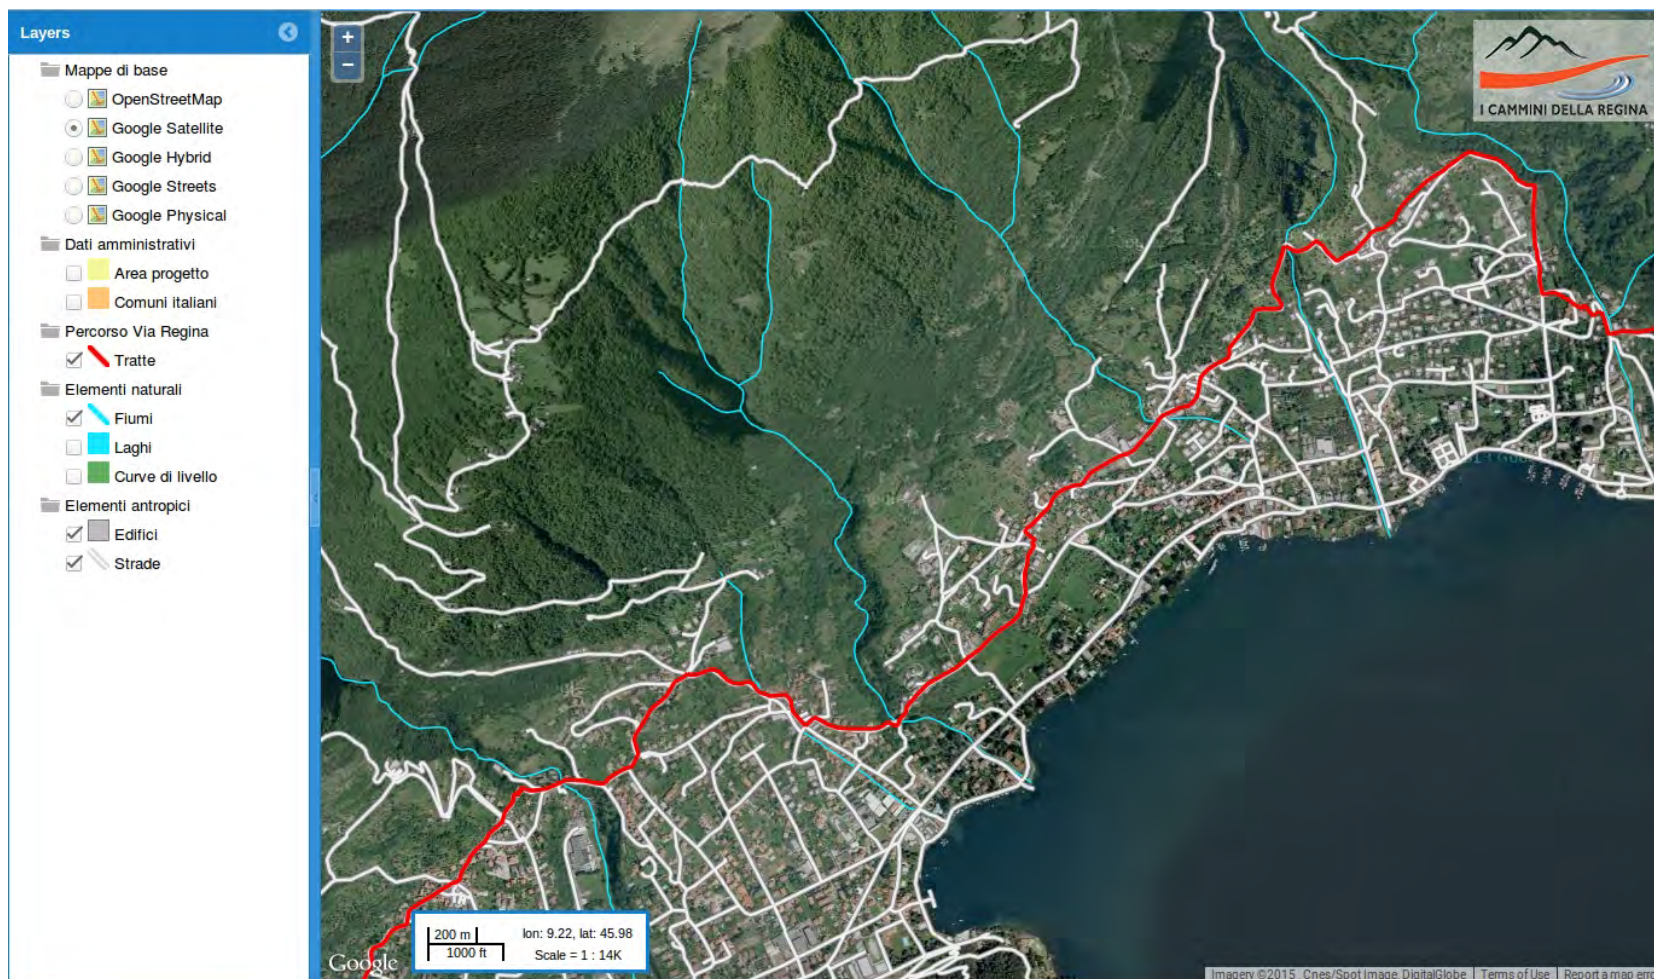 Layers
Mappe di base
OpenStreetMap
Google Satellite
Google Hybrid
Google Streets
Google Physical
Dati amministrativi
Area progetto
Comuni italiani
Percorso Via Regina
Tratte
Elementi naturali
Fiumi
Laghi
Curve di livello
Elementi antropici
Edifici
Strade
+
−
I CAMMINI DELLA REGINA
200 m
1000 ft
lon: 9.22, lat: 45.98
Scale = 1 : 14K
Google
Imagery ©2015 , Cnes/Spot Image, DigitalGlobe
Terms of Use
Report a map erro